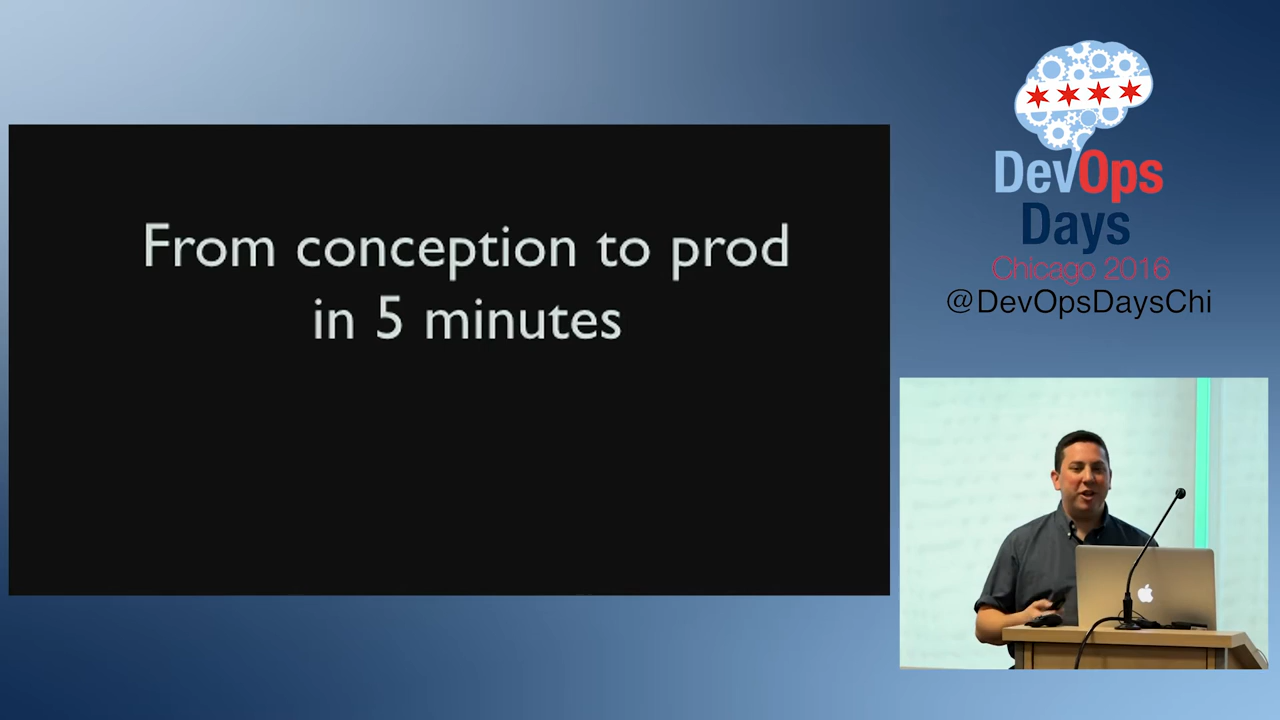 From conception to prod
in 5 minutes
DevOps
Days
Chicago 2016
@DevOpsDaysChi